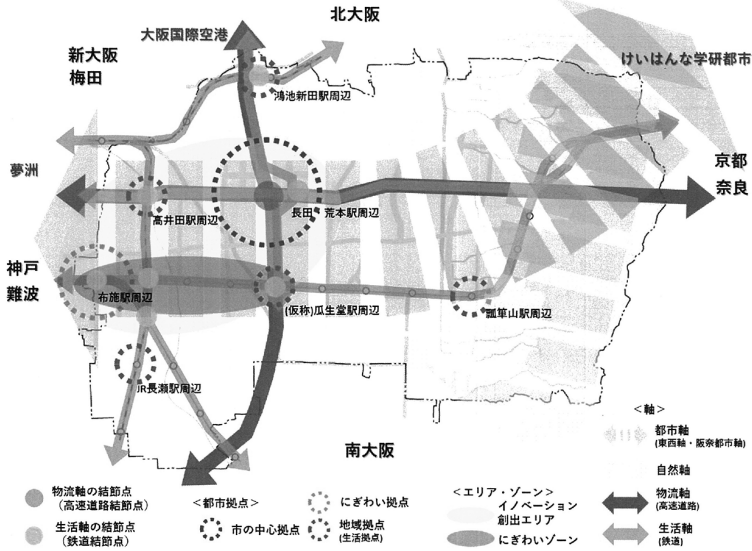 北大阪
大阪国際空港
新大阪
梅田
けいはんな学研都市
鴻池新田駅周辺
京都
奈良
夢洲
高井田駅周辺
長田・荒本駅周辺
神戸
難波
布施駅周辺
(仮称)瓜生堂駅周辺
瓢箪山駅周辺
JR長瀬駅周辺
南大阪
<軸>
都市軸
(東西軸・阪奈都市軸)
自然軸
物流軸
(高速道路)
生活軸
(鉄道)
物流軸の結節点
(高速道路結節点)
生活軸の結節点
(鉄道結節点)
<都市拠点>
市の中心拠点
にぎわい拠点
地域拠点
(生活拠点)
<エリア・ゾーン>
イノベーション
創出エリア
にぎわいゾーン